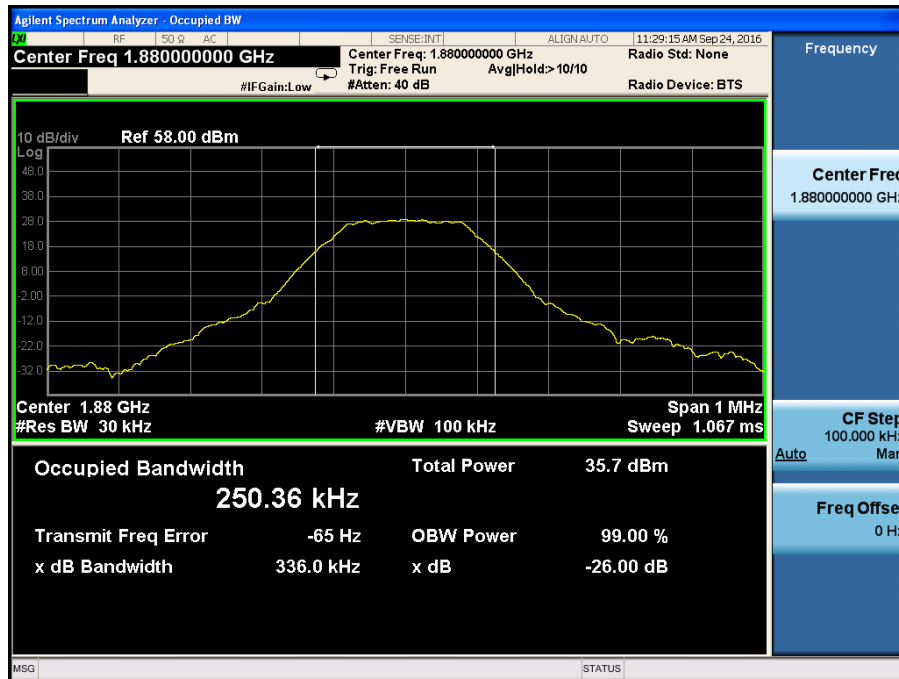 Agilent Spectrum Analyzer - Occupied BW
LXI RF 50 Ω AC SENSE:INT ALIGN AUTO 11:29:15 AM Sep 24, 2016
Center Freq 1.880000000 GHz
Center Freq: 1.880000000 GHz
Radio Std: None
Trig: Free Run Avg|Hold:>10/10
#IFGain:Low
#Atten: 40 dB
Radio Device: BTS
10 dB/div Ref 58.00 dBm
Log
48.0
38.0
28.0
18.0
8.00
-2.00
-12.0
-22.0
-32.0
Center 1.88 GHz Span 1 MHz
#Res BW 30 kHz #VBW 100 kHz Sweep 1.067 ms
Occupied Bandwidth Total Power 35.7 dBm
250.36 kHz
Transmit Freq Error -65 Hz OBW Power 99.00 %
x dB Bandwidth 336.0 kHz x dB -26.00 dB
MSG STATUS
Frequency
Center Freq
1.880000000 GHz
CF Step
100.000 kHz
Auto Man
Freq Offse
0 Hz